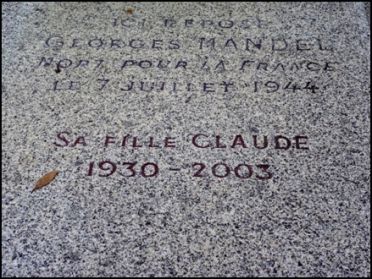 ICI REPOSE
GEORGES MANDEL
MORT POUR LA FRANCE
LE 7 JUILLET 1944
SA FILLE CLAUDE
1930 - 2003